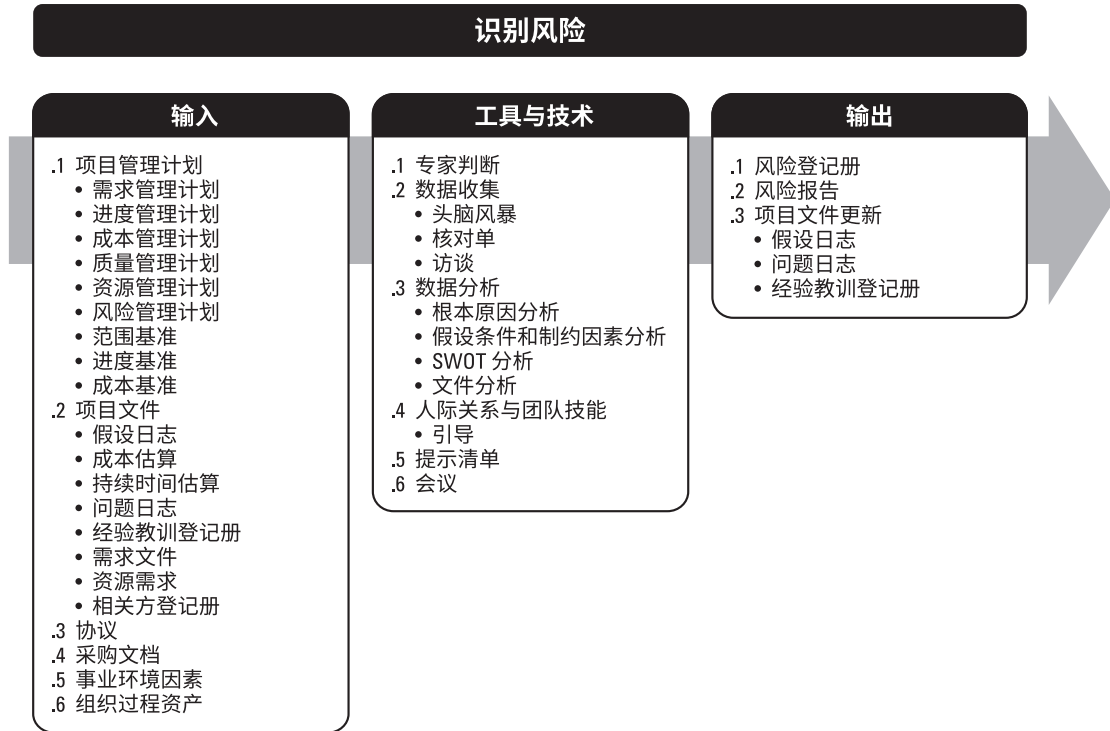 识别风险
输入
.1 项目管理计划
• 需求管理计划
• 进度管理计划
• 成本管理计划
• 质量管理计划
• 资源管理计划
• 风险管理计划
• 范围基准
• 进度基准
• 成本基准
.2 项目文件
• 假设日志
• 成本估算
• 持续时间估算
• 问题日志
• 经验教训登记册
• 需求文件
• 资源需求
• 相关方登记册
.3 协议
.4 采购文档
.5 事业环境因素
.6 组织过程资产
工具与技术
.1 专家判断
.2 数据收集
• 头脑风暴
• 核对单
• 访谈
.3 数据分析
• 根本原因分析
• 假设条件和制约因素分析
• SWOT 分析
• 文件分析
.4 人际关系与团队技能
• 引导
.5 提示清单
.6 会议
输出
.1 风险登记册
.2 风险报告
.3 项目文件更新
• 假设日志
• 问题日志
• 经验教训登记册